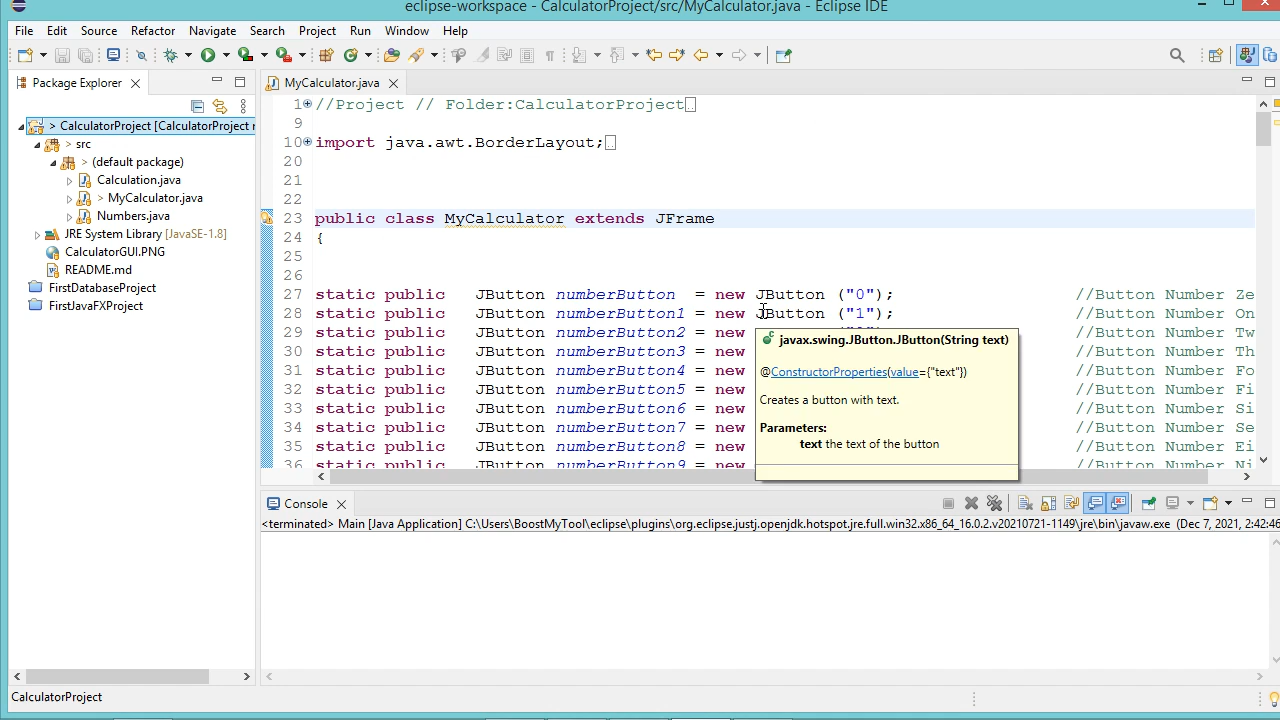 eclipse-workspace - CalculatorProject/src/MyCalculator.java - Eclipse IDE
File Edit Source Refactor Navigate Search Project Run Window Help
Package Explorer
CalculatorProject [CalculatorProject r
> src
> (default package)
Calculation.java
> MyCalculator.java
Numbers.java
JRE System Library [JavaSE-1.8]
CalculatorGUI.PNG
README.md
FirstDatabaseProject
FirstJavaFXProject
MyCalculator.java
1 //Project // Folder:CalculatorProject
9
10 import java.awt.BorderLayout;
20
21
22
23 public class MyCalculator extends JFrame
24 {
25
26
27 static public JButton numberButton = new JButton ("0"); //Button Number Ze
28 static public JButton numberButton1 = new JButton ("1"); //Button Number On
29 static public JButton numberButton2 = new //Button Number Tw
30 static public JButton numberButton3 = new //Button Number Th
31 static public JButton numberButton4 = new //Button Number Fo
32 static public JButton numberButton5 = new //Button Number Fi
33 static public JButton numberButton6 = new //Button Number Si
34 static public JButton numberButton7 = new //Button Number Se
35 static public JButton numberButton8 = new //Button Number Ei
36 static public JButton numberButton9 = new //Button Number Ni
javax.swing.JButton.JButton(String text)
@ConstructorProperties(value={"text"})
Creates a button with text.
Parameters:
text the text of the button
Console
<terminated> Main [Java Application] C:\Users\BoostMyTool\eclipse\plugins\org.eclipse.justj.openjdk.hotspot.jre.full.win32.x86_64_16.0.2.v20210721-1149\jre\bin\javaw.exe (Dec 7, 2021, 2:42:46
CalculatorProject